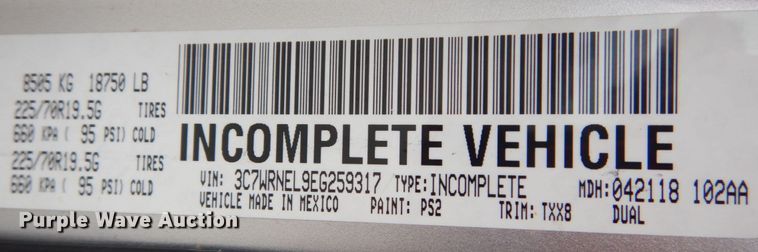 8505 KG 18750 LB
225/70R19.5G TIRES
660 KPA ( 95 PSI) COLD
225/70R19.5G TIRES
660 KPA ( 95 PSI) COLD
INCOMPLETE VEHICLE
VIN: 3C7WRNEL9EG259317 TYPE: INCOMPLETE MDH: 042118 102AA
VEHICLE MADE IN MEXICO PAINT: PS2 TRIM: TXX8 DUAL
Purple Wave Auction